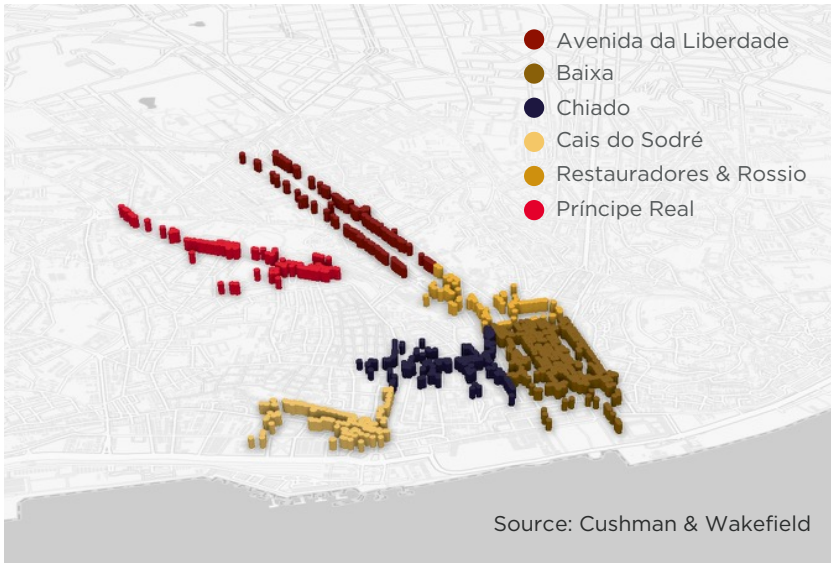 Avenida da Liberdade
Baixa
Chiado
Cais do Sodré
Restauradores & Rossio
Príncipe Real
Source: Cushman & Wakefield